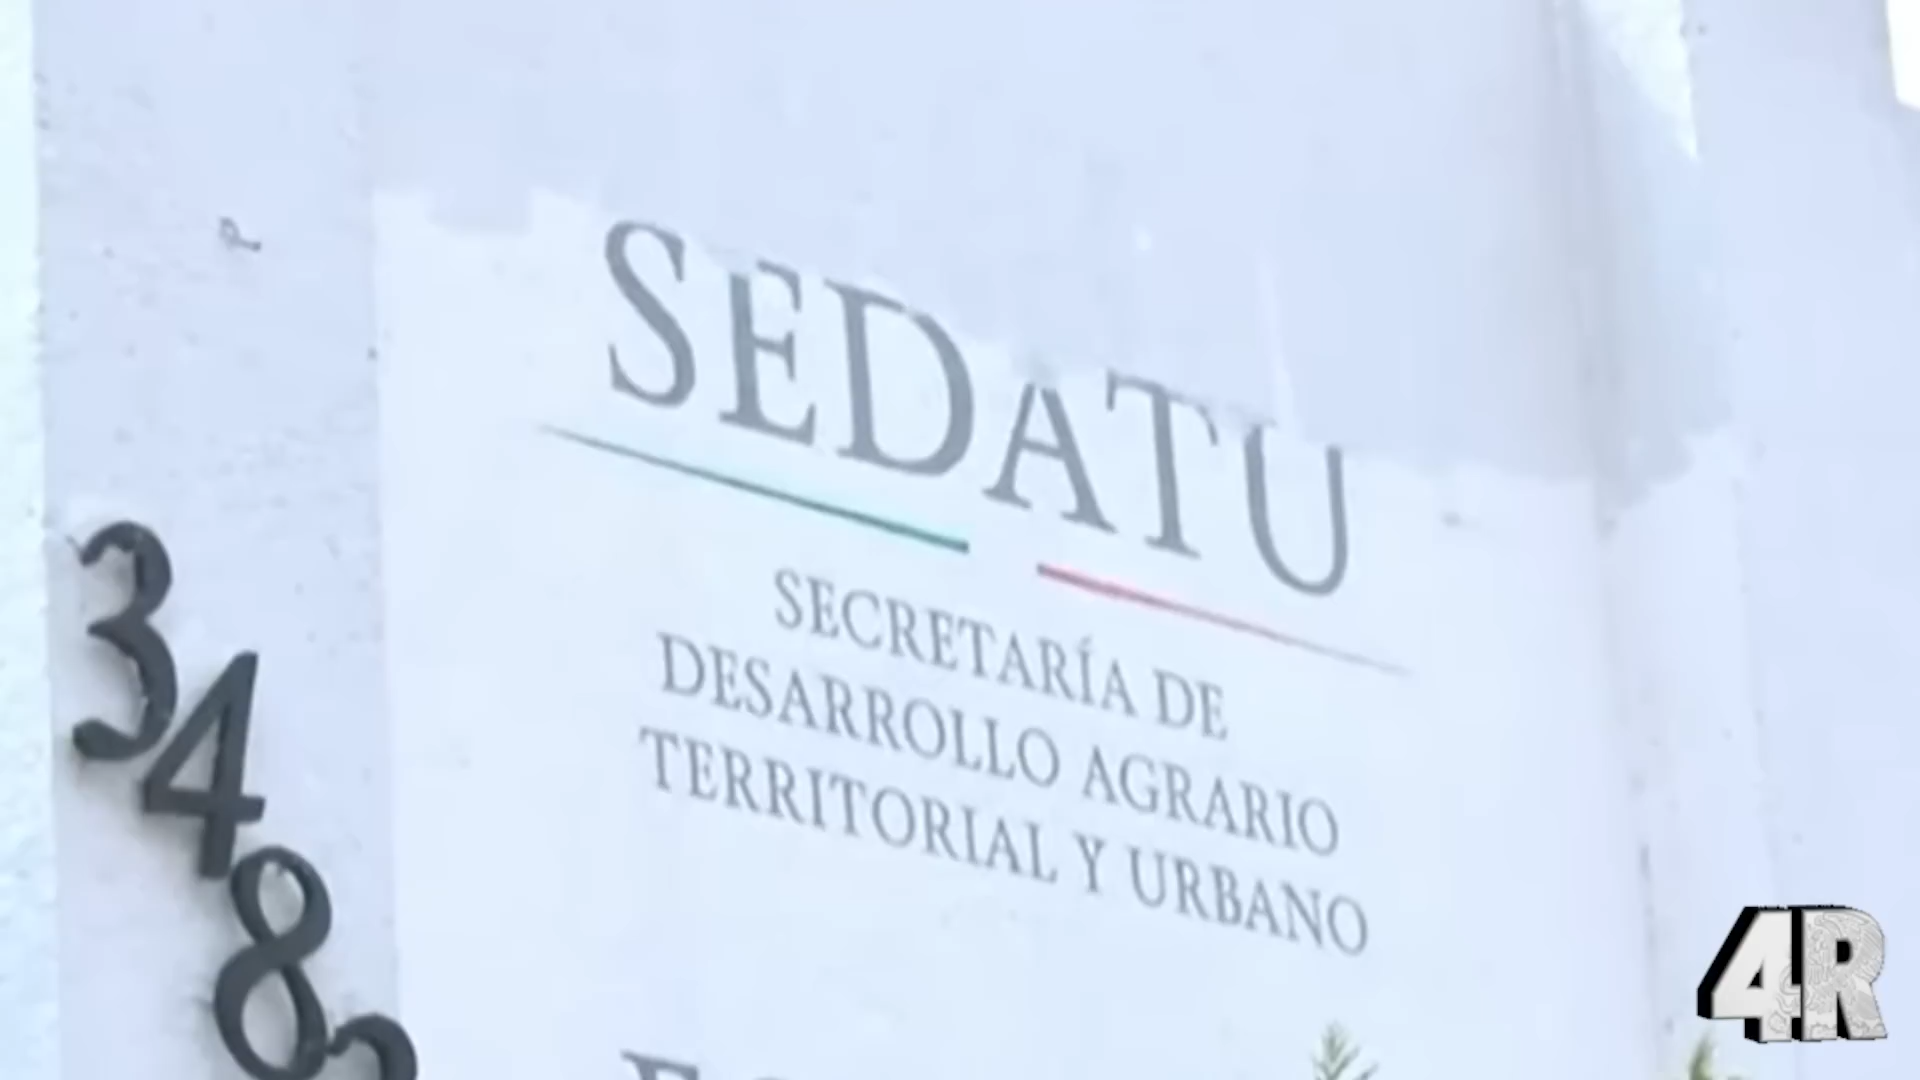 SEDATU
SECRETARÍA DE
DESARROLLO AGRARIO
TERRITORIAL Y URBANO
348
4R